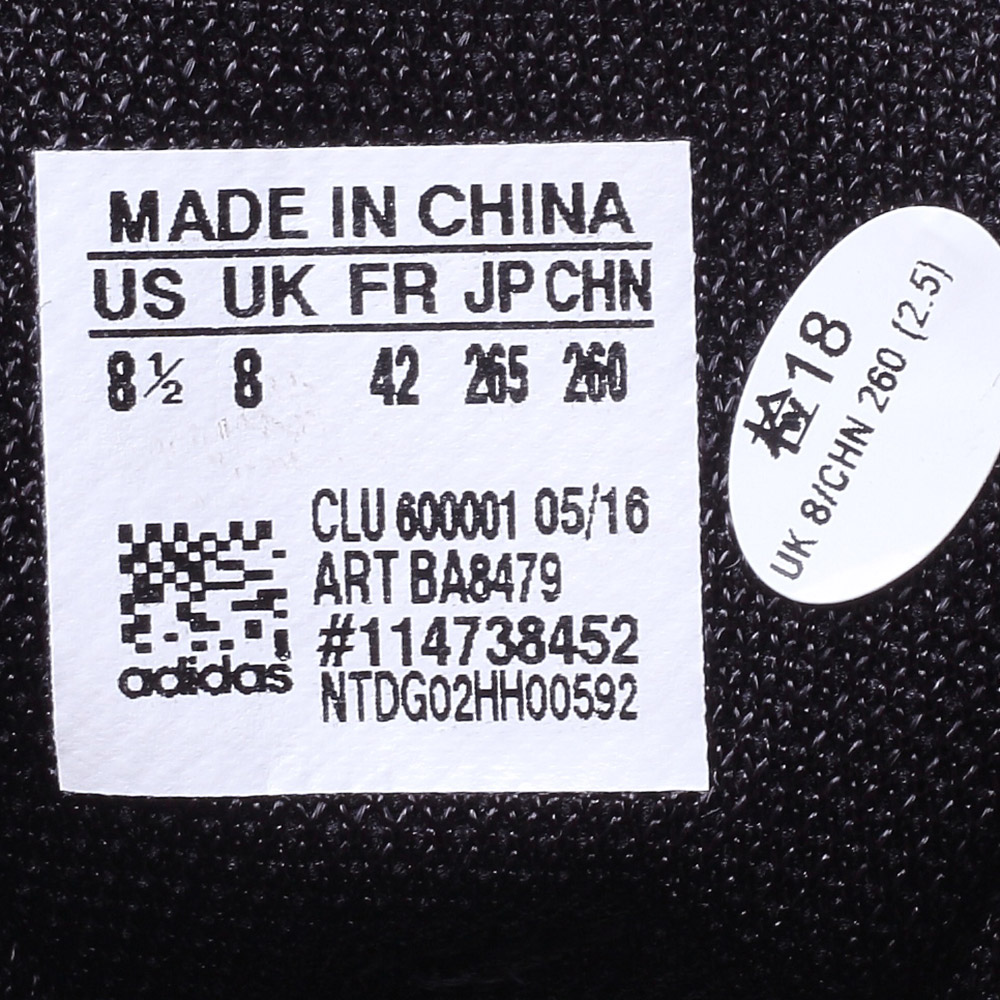 MADE IN CHINA
US UK FR JP CHN
8½ 8 42 265 260
CLU 600001 05/16
ART BA8479
#114738452
NTDG02HH00592
adidas
检18
UK 8/CHN 260 (2.5)